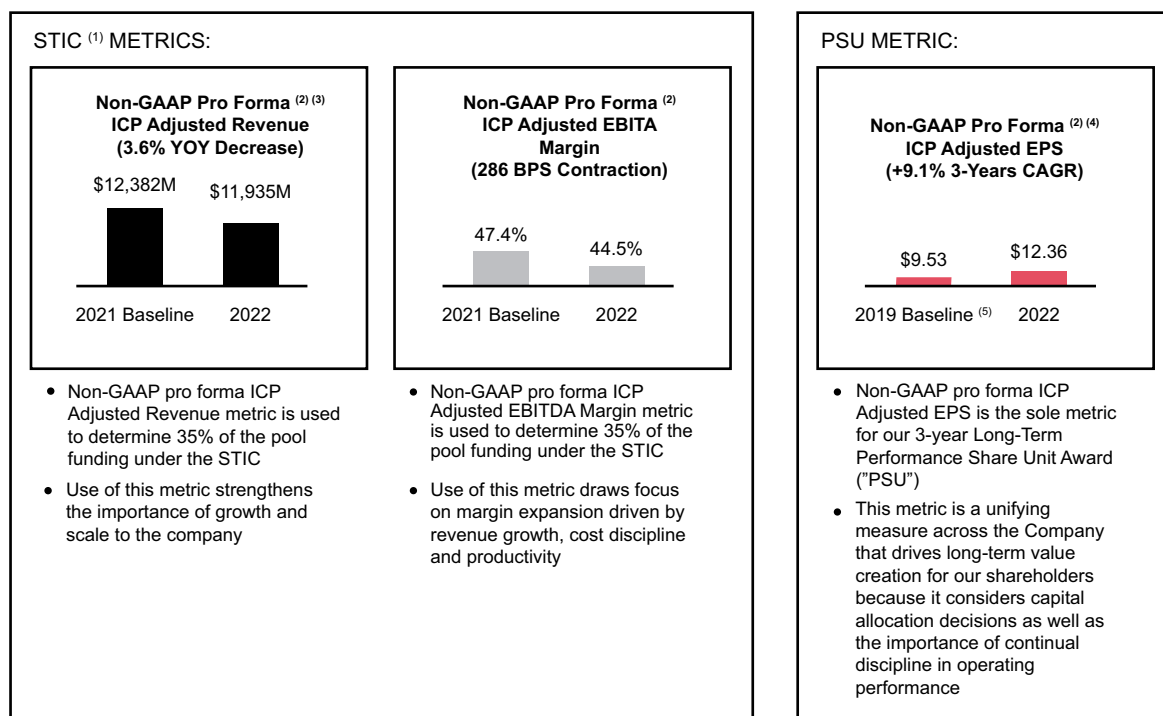 STIC (1) METRICS:
Non-GAAP Pro Forma (2) (3)
ICP Adjusted Revenue
(3.6% YOY Decrease)
$12,382M
$11,935M
2021 Baseline
2022
Non-GAAP Pro Forma (2)
ICP Adjusted EBITA
Margin
(286 BPS Contraction)
47.4%
44.5%
2021 Baseline
2022
• Non-GAAP pro forma ICP
Adjusted Revenue metric is used
to determine 35% of the pool
funding under the STIC
• Use of this metric strengthens
the importance of growth and
scale to the company
• Non-GAAP pro forma ICP
Adjusted EBITDA Margin metric
is used to determine 35% of the
pool funding under the STIC
• Use of this metric draws focus
on margin expansion driven by
revenue growth, cost discipline
and productivity
PSU METRIC:
Non-GAAP Pro Forma (2) (4)
ICP Adjusted EPS
(+9.1% 3-Years CAGR)
$9.53
$12.36
2019 Baseline (5)
2022
• Non-GAAP pro forma ICP
Adjusted EPS is the sole metric
for our 3-year Long-Term
Performance Share Unit Award
(”PSU”)
• This metric is a unifying
measure across the Company
that drives long-term value
creation for our shareholders
because it considers capital
allocation decisions as well as
the importance of continual
discipline in operating
performance